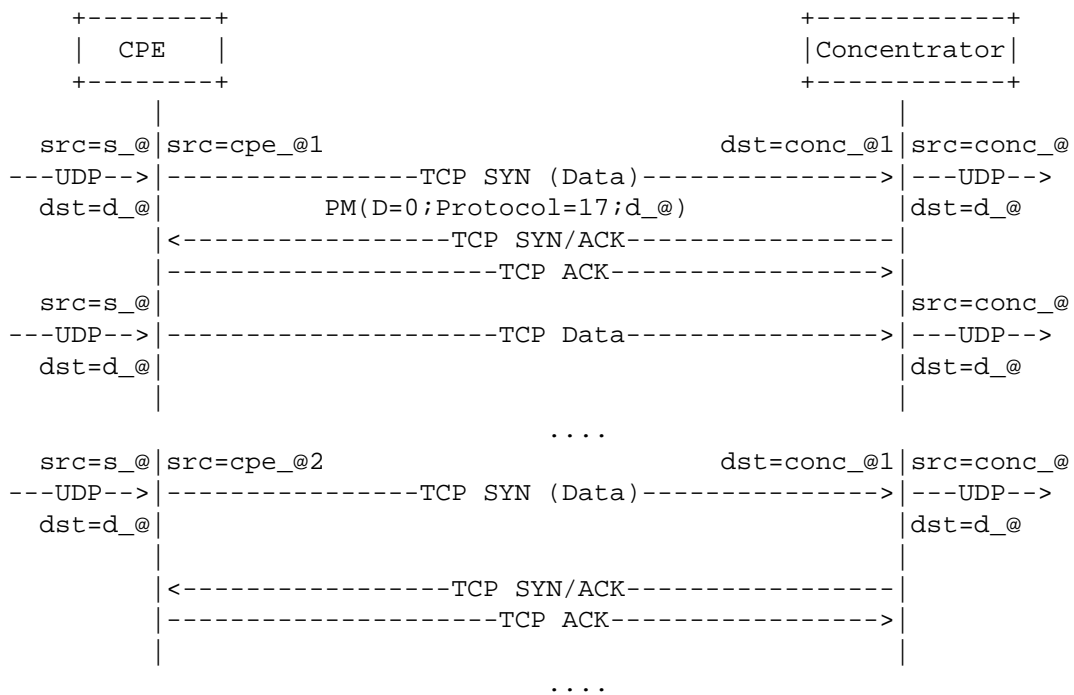 +--------+                                     +------------+
|  CPE   |                                     |Concentrator|
+--------+                                     +------------+
|                                               |
src=s_@|src=cpe_@1                         dst=conc_@1|src=conc_@
---UDP-->|----------------TCP SYN (Data)--------------->|---UDP-->
dst=d_@|          PM(D=0;Protocol=17;d_@)             |dst=d_@
|<-----------------TCP SYN/ACK-----------------|
|---------------------TCP ACK----------------->|
src=s_@|                                              |src=conc_@
---UDP-->|---------------------TCP Data---------------->|---UDP-->
dst=d_@|                                              |dst=d_@
|                                              |
....
src=s_@|src=cpe_@2                         dst=conc_@1|src=conc_@
---UDP-->|----------------TCP SYN (Data)--------------->|---UDP-->
dst=d_@|                                              |dst=d_@
|                                              |
|<-----------------TCP SYN/ACK-----------------|
|---------------------TCP ACK----------------->|
|                                              |
....